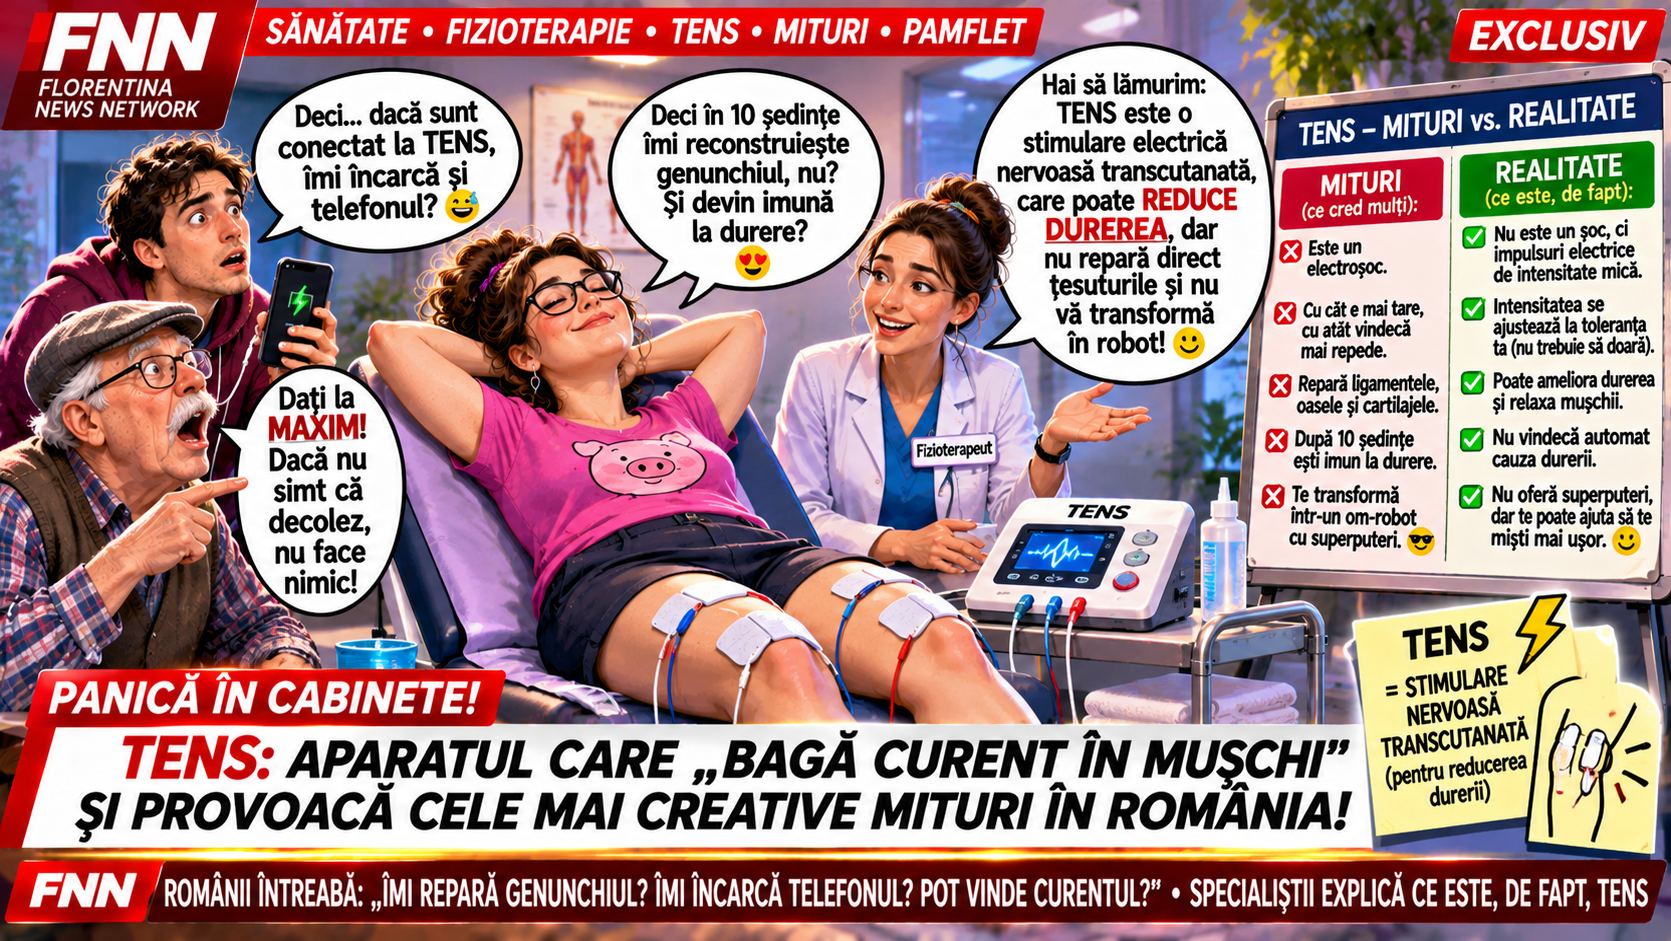 FNN
FLORENTINA
NEWS NETWORK
SĂNĂTATE • FIZIOTERAPIE • TENS • MITURI • PAMFLET
EXCLUSIV
Deci... dacă sunt
conectat la TENS,
îmi încarcă și
telefonul? 😅
Deci în 10 ședințe
îmi reconstruiește
genunchiul, nu?
Și devin imună
la durere?
😍
Hai să lămurim:
TENS este o
stimulare electrică
nervoasă transcutanată,
care poate REDUCE
DUREREA, dar
nu repară direct
țesuturile și nu
vă transformă
în robot! 🙂
Dați la
MAXIM!
Dacă nu
simt că
decolez,
nu face
nimic!
Fizioterapeut
TENS
TENS – MITURI vs. REALITATE
MITURI
(ce cred mulți):
Este un
electroșoc.
Cu cât e mai tare,
cu atât vindecă
mai repede.
Repară ligamentele,
oasele și cartilajele.
După 10 ședințe
ești imun la durere.
Te transformă
într-un om-robot
cu superputeri. 😎
REALITATE
(ce este, de fapt):
Nu este un șoc, ci
impulsuri electrice
de intensitate mică.
Intensitatea se
ajustează la toleranța
ta (nu trebuie să doară).
Poate ameliora durerea
și relaxa mușchii.
Nu vindecă automat
cauza durerii.
Nu oferă superputeri,
dar te poate ajuta să te
miști mai ușor. 🙂
TENS
= STIMULARE
NERVOASĂ
TRANSCUTANATĂ
(pentru reducerea
durerii)
PANICĂ ÎN CABINETE!
TENS: APARATUL CARE „BAGĂ CURENT ÎN MUȘCHI”
ȘI PROVOACĂ CELE MAI CREATIVE MITURI ÎN ROMÂNIA!
FNN
ROMÂNII ÎNTREABĂ: „ÎMI REPARĂ GENUNCHIUL? ÎMI ÎNCARCĂ TELEFONUL? POT VINDE CURENTUL?” • SPECIALIȘTII EXPLICĂ CE ESTE, DE FAPT, TENS